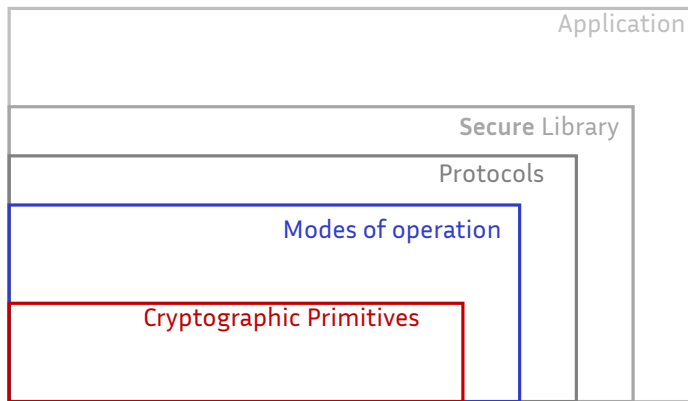 Application
Secure Library
Protocols
Modes of operation
Cryptographic Primitives